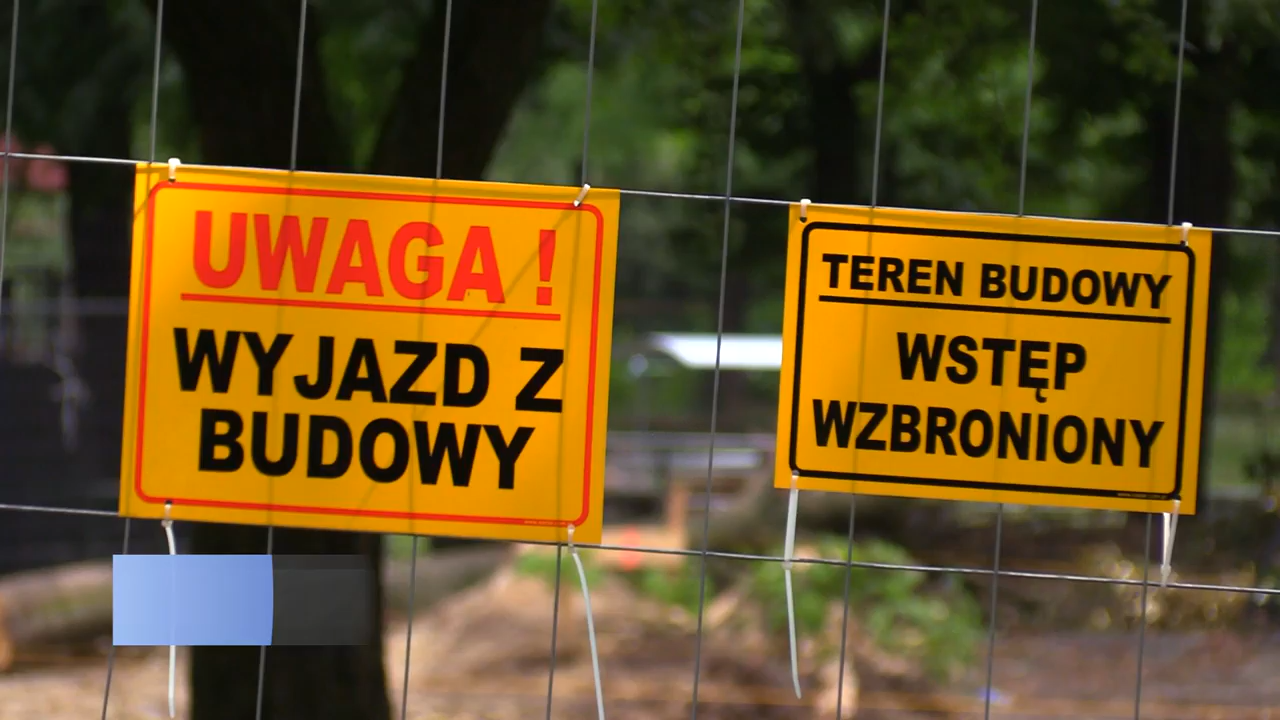 UWAGA !
WYJAZD Z
BUDOWY
TEREN BUDOWY
WSTĘP
WZBRONIONY